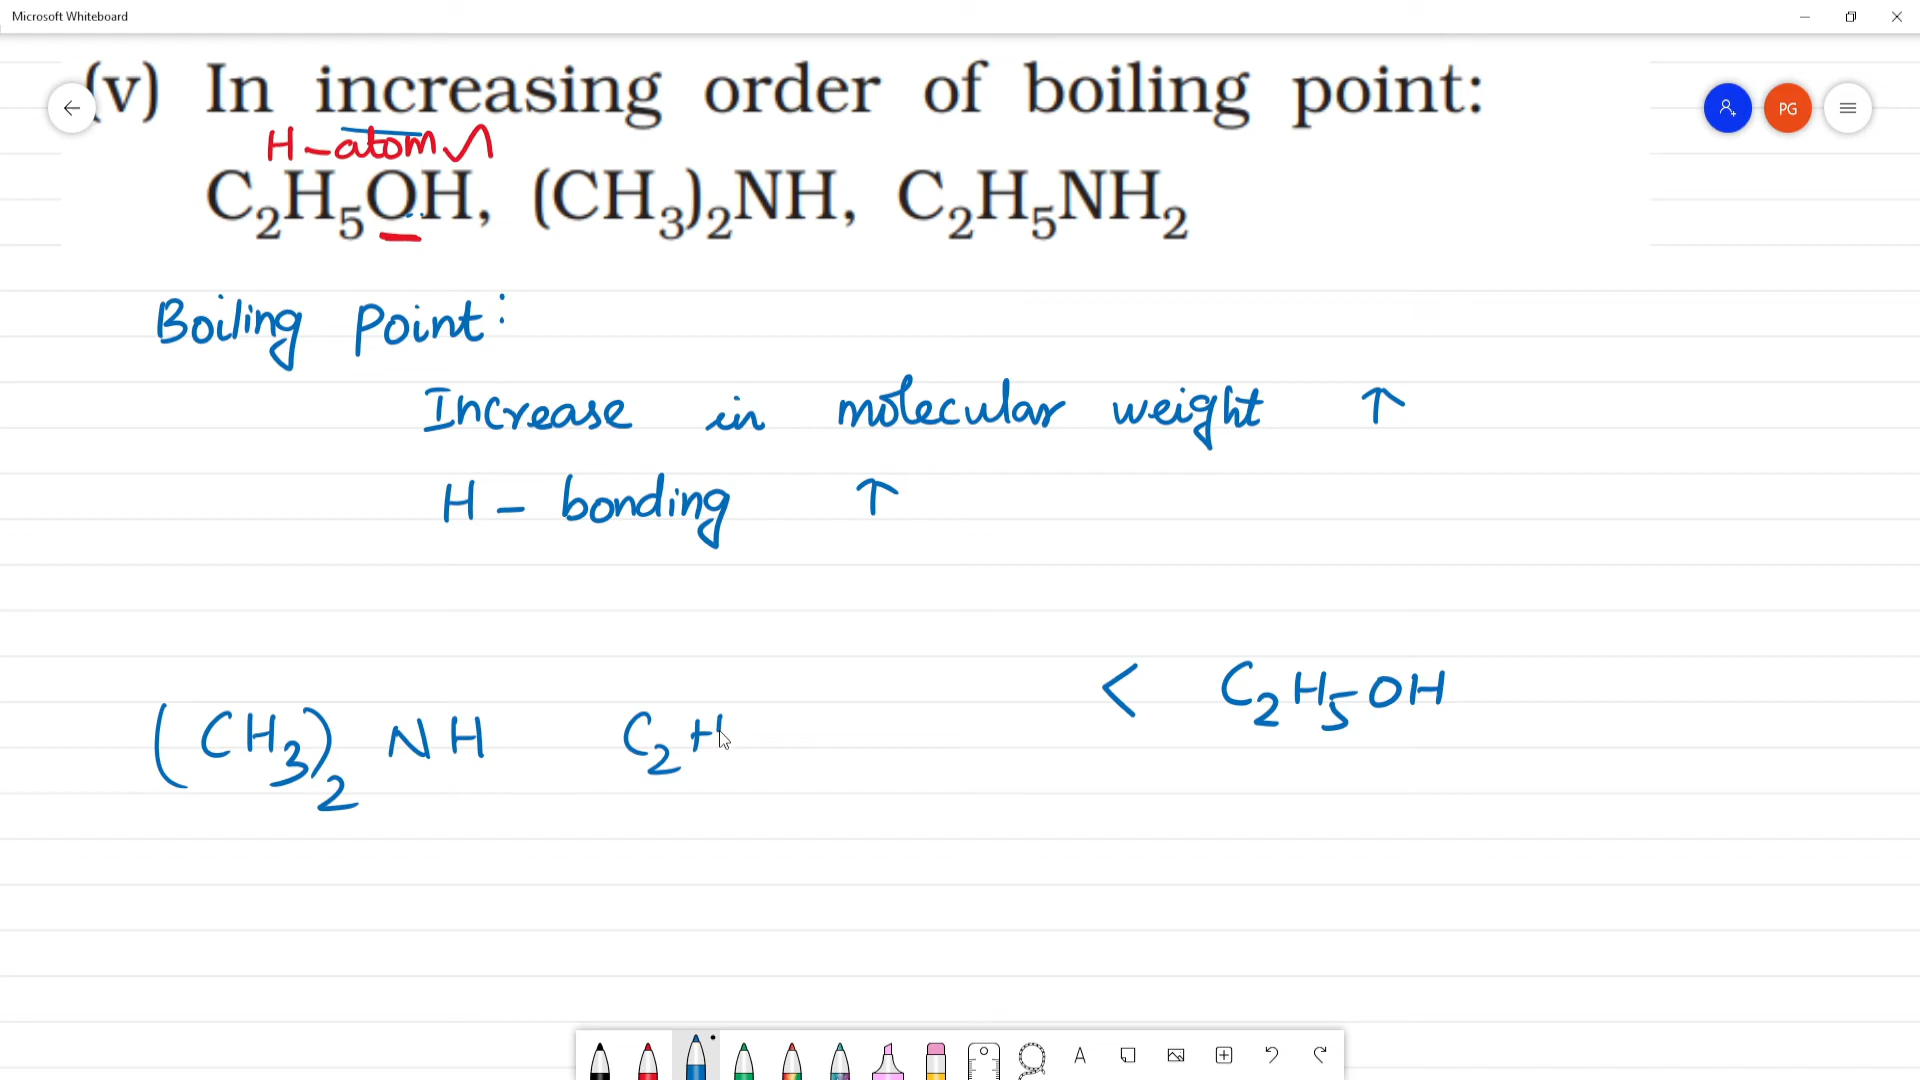 Microsoft Whiteboard
(v) In increasing order of boiling point:
H-atom
C₂H₅OH, (CH₃)₂NH, C₂H₅NH₂
PG
Boiling Point:
Increase in molecular weight ↑
H - bonding ↑
< C₂H₅OH
(CH₃)₂ NH C₂H
A